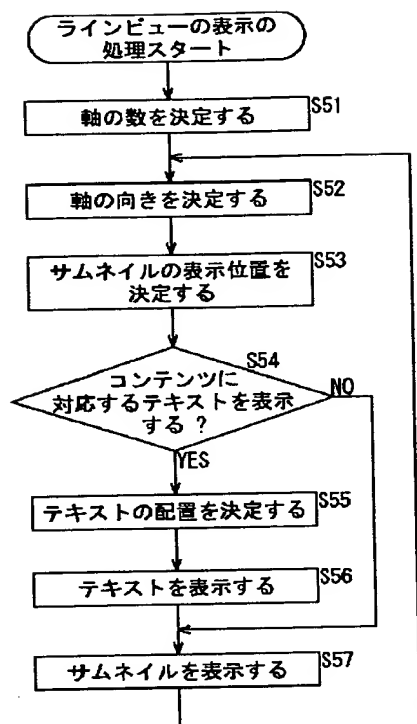 ラインビューの表示の
処理スタート
S51
軸の数を決定する
S52
軸の向きを決定する
S53
サムネイルの表示位置を
決定する
S54
コンテンツに
対応するテキストを表示
する?
NO
YES
S55
テキストの配置を決定する
S56
テキストを表示する
S57
サムネイルを表示する